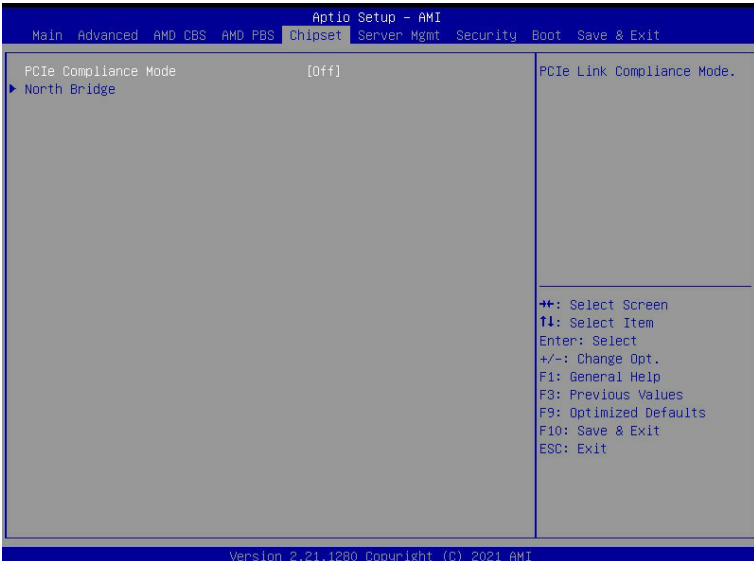 Aptio Setup - AMI
Main Advanced AMD CBS AMD PBS Chipset Server Mgmt Security Boot Save & Exit
PCIe Compliance Mode [Off]
North Bridge
PCIe Link Compliance Mode.
→←: Select Screen
↑↓: Select Item
Enter: Select
+/-: Change Opt.
F1: General Help
F3: Previous Values
F9: Optimized Defaults
F10: Save & Exit
ESC: Exit
Version 2.21.1280 Copyright (C) 2021 AMI